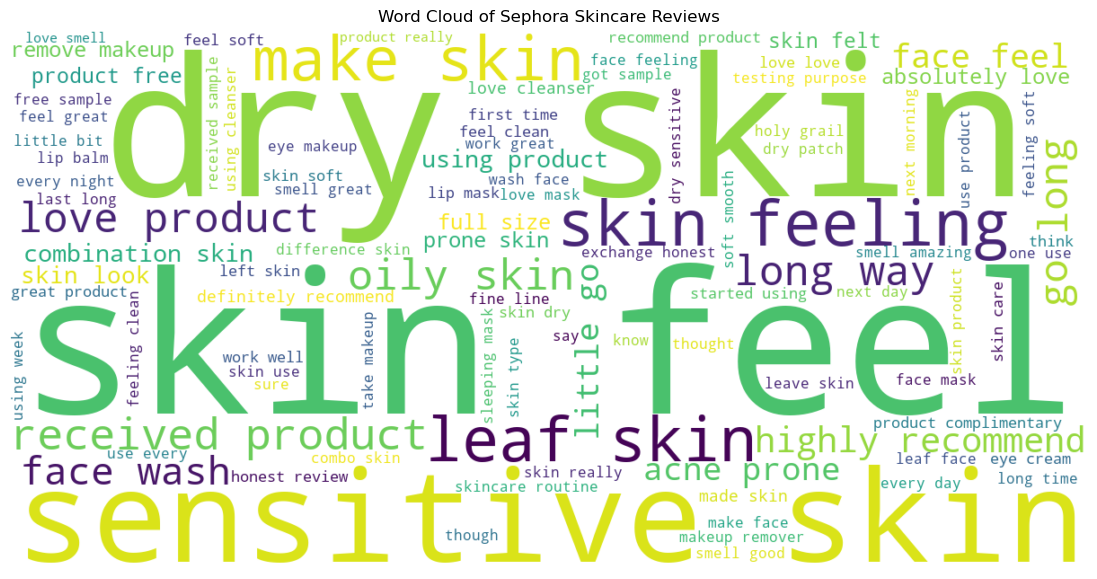 Word Cloud of Sephora Skincare Reviews
love smell
feel soft
product really
recommend product
skin felt
remove makeup
make skin
face feel
face feeling
love love
product free
got sample
testing purpose
absolutely love
love cleanser
free sample
received sample
using cleanser
dry skin
first time
feel great
feel clean
holy grail
little bit
eye makeup
work great
dry patch
lip balm
using product
dry sensitive
next morning
use product
feeling soft
go long
every night
skin soft
wash face
smell great
lip mask
love mask
last long
love product
full size
skin feeling
soft smooth
combination skin
difference skin
prone skin
exchange honest
smell amazing
think
one use
skin look
left skin
oily skin
long way
great product
definitely recommend
fine line
started using
next day
skin dry
skin feel
little go
skin product
skin care
feeling clean
say
using week
work well
take makeup
sleeping mask
skin type
know
thought
skin use
sure
leave skin
face mask
received product
leaf skin
product complimentary
highly recommend
use every
combo skin
leaf face
eye cream
face wash
honest review
skin really
acne prone
long time
skincare routine
every day
made skin
sensitive skin
make face
though
makeup remover
smell good